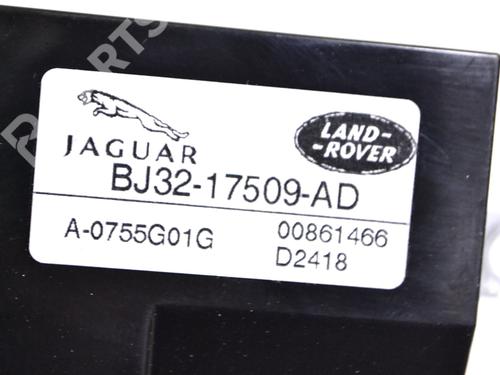 JAGUAR
LAND-
-ROVER
BJ32-17509-AD
A-0755G01G 00861466
D2418